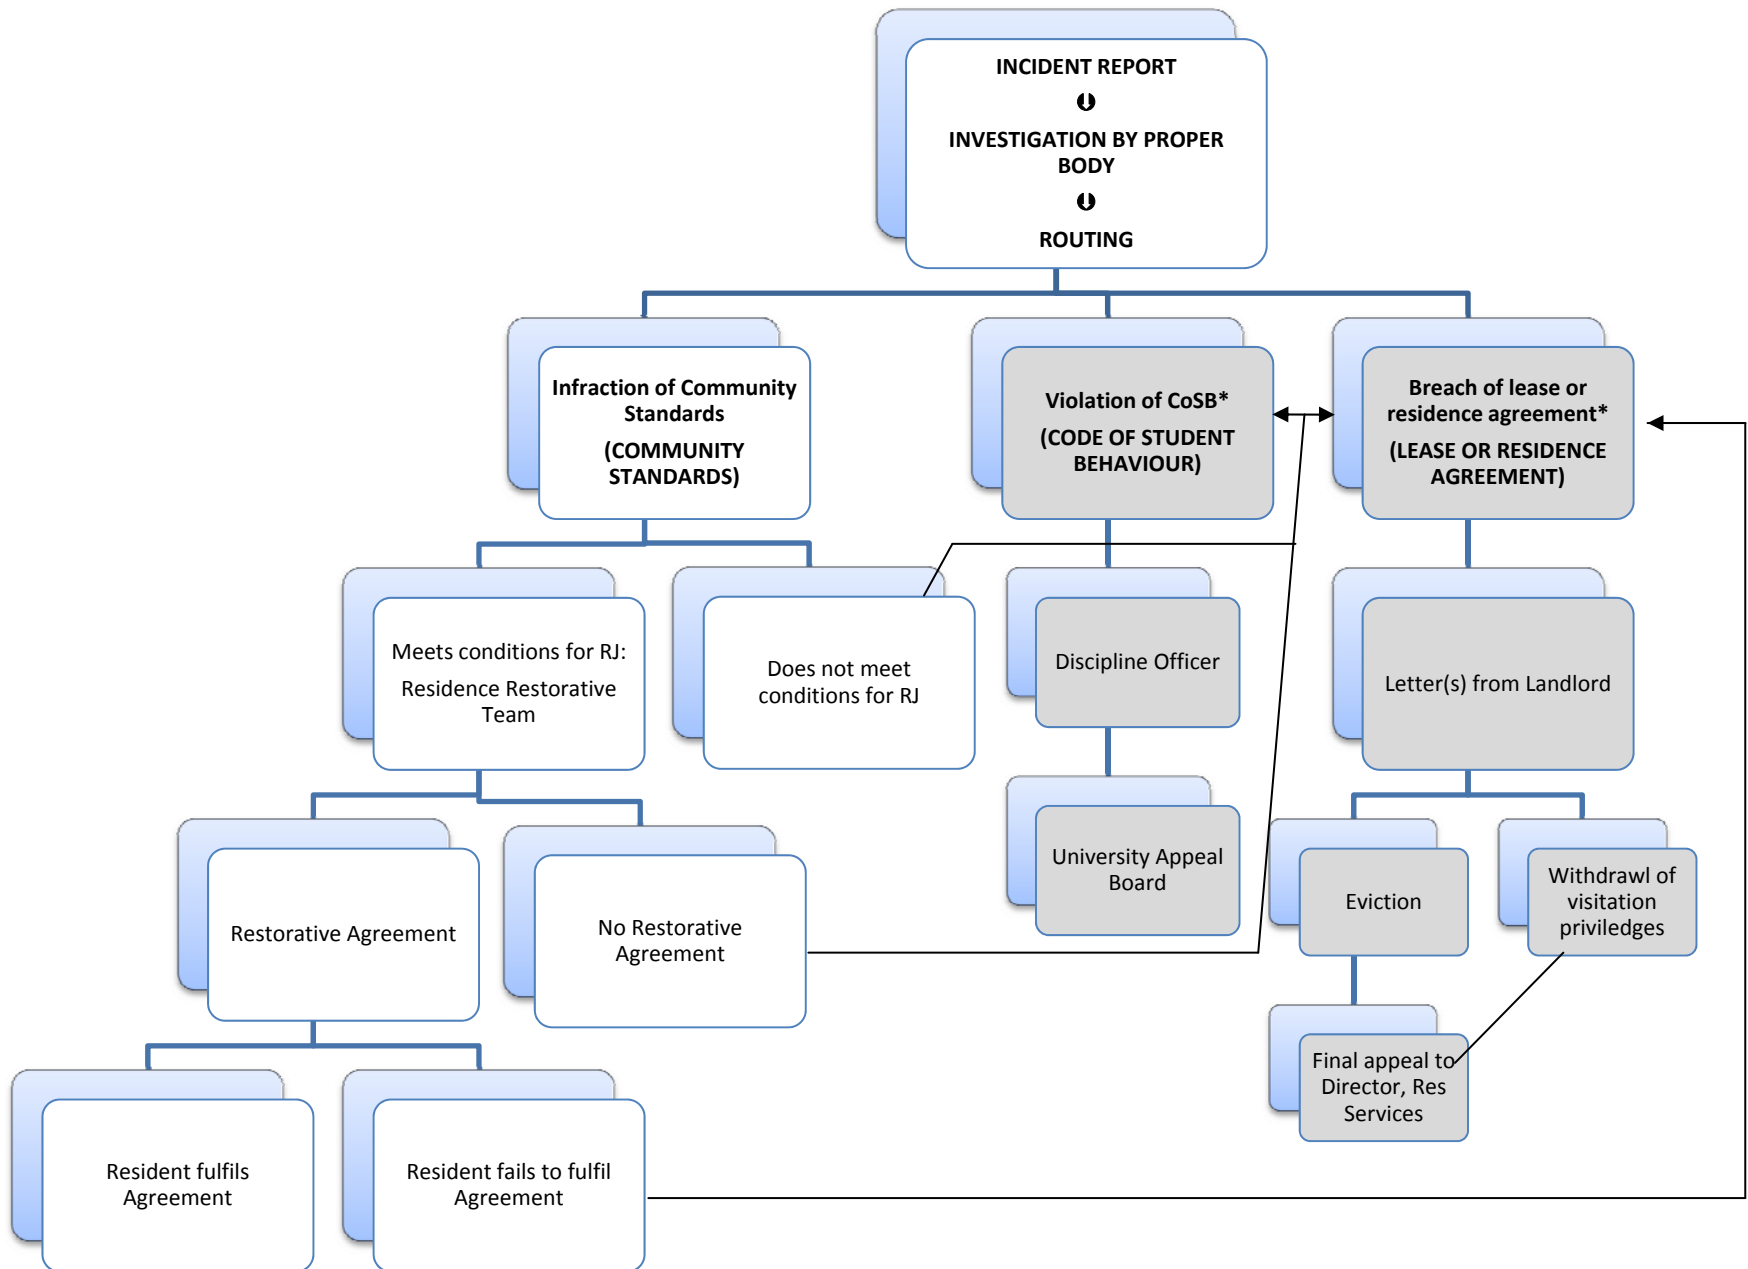 INCIDENT REPORT
INVESTIGATION BY PROPER
BODY
ROUTING
Infraction of Community
Standards
(COMMUNITY
STANDARDS)
Violation of CoSB*
(CODE OF STUDENT
BEHAVIOUR)
Breach of lease or
residence agreement*
(LEASE OR RESIDENCE
AGREEMENT)
Meets conditions for RJ:
Residence Restorative
Team
Does not meet
conditions for RJ
Discipline Officer
Letter(s) from Landlord
Restorative Agreement
No Restorative
Agreement
University Appeal
Board
Eviction
Withdrawl of
visitation
priviledges
Final appeal to
Director, Res
Services
Resident fulfils
Agreement
Resident fails to fulfil
Agreement